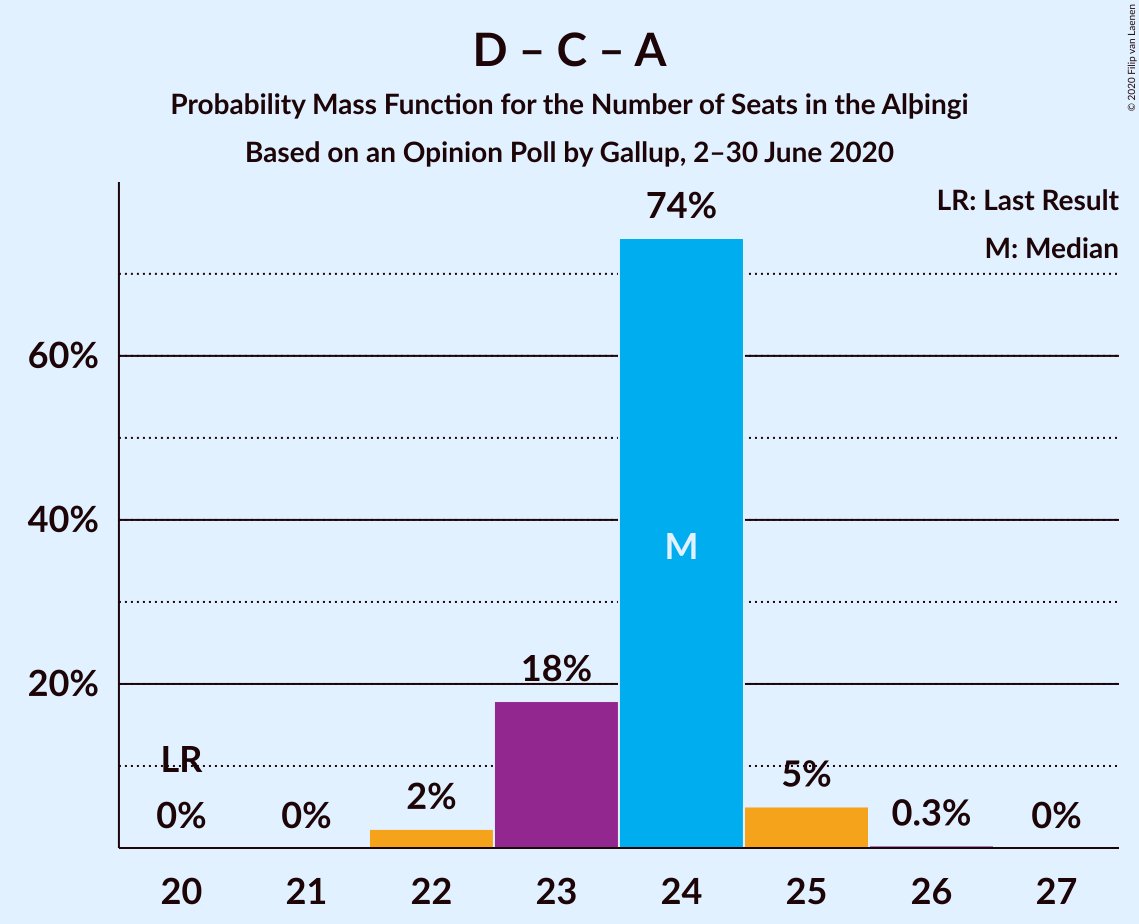 D – C – A
Probability Mass Function for the Number of Seats in the Alþingi
Based on an Opinion Poll by Gallup, 2–30 June 2020
© 2020 Filip van Laenen
LR: Last Result
M: Median
74%
60%
40%
M
20%
18%
LR
0%
0%
2%
5%
0.3%
0%
20
21
22
23
24
25
26
27